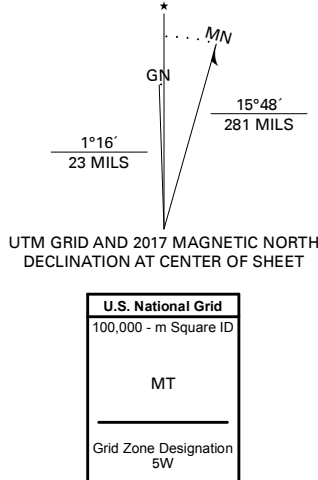 ★
MN
GN
15°48´
281 MILS
1°16´
23 MILS
UTM GRID AND 2017 MAGNETIC NORTH
DECLINATION AT CENTER OF SHEET
U.S. National Grid
100,000 - m Square ID
MT
Grid Zone Designation
5W